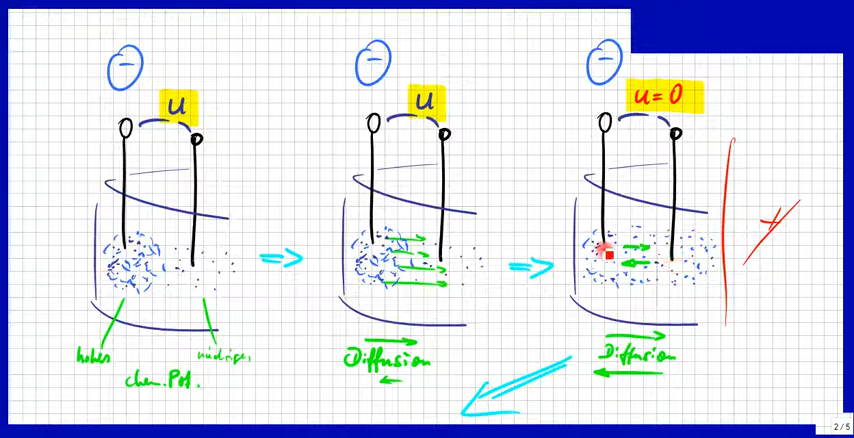 −
−
−
U
U
U=0
hohes
niedriges
chem. Pot.
Diffusion
Diffusion
2 / 5